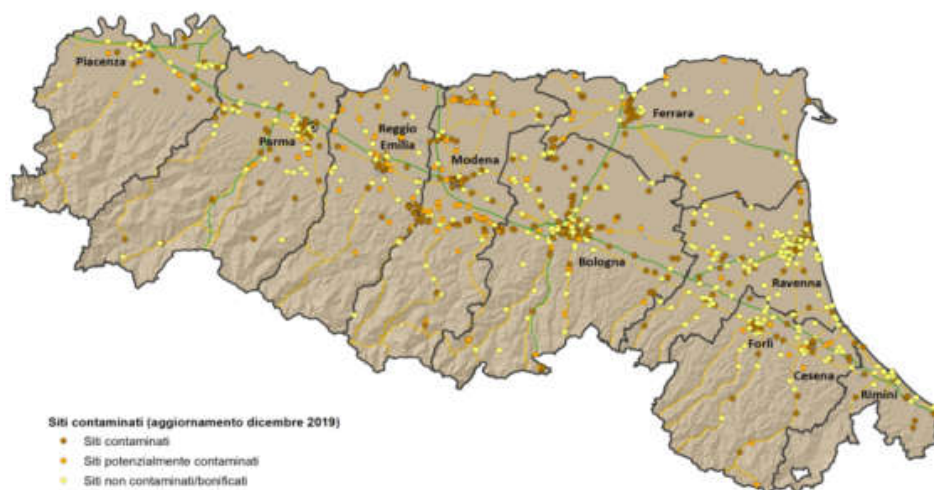 Piacenza
Parma
Reggio
Emilia
Modena
Ferrara
Bologna
Ravenna
Forlì
Cesena
Rimini
Siti contaminati (aggiornamento dicembre 2019)
Siti contaminati
Siti potenzialmente contaminati
Siti non contaminati/bonificati